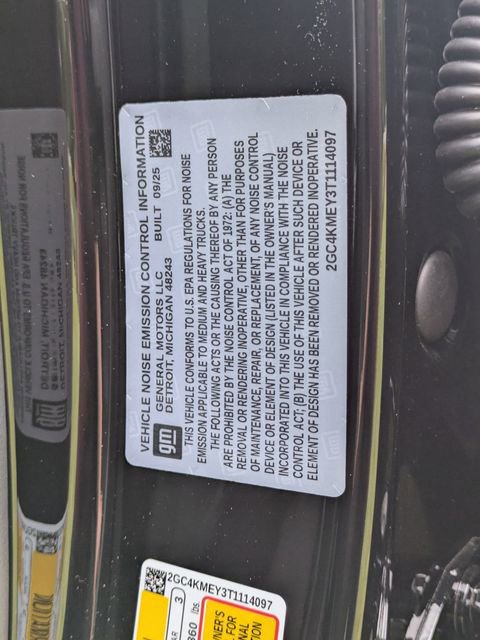 VEHICLE NOISE EMISSION CONTROL INFORMATION
gm
GENERAL MOTORS LLC BUILT 09/25
DETROIT, MICHIGAN 48243
THIS VEHICLE CONFORMS TO U.S. EPA REGULATIONS FOR NOISE
EMISSION APPLICABLE TO MEDIUM AND HEAVY TRUCKS.
THE FOLLOWING ACTS OR THE CAUSING THEREOF BY ANY PERSON
ARE PROHIBITED BY THE NOISE CONTROL ACT OF 1972: (A) THE
REMOVAL OR RENDERING INOPERATIVE, OTHER THAN FOR PURPOSES
OF MAINTENANCE, REPAIR, OR REPLACEMENT, OF ANY NOISE CONTROL
DEVICE OR ELEMENT OF DESIGN (LISTED IN THE OWNER'S MANUAL)
INCORPORATED INTO THIS VEHICLE IN COMPLIANCE WITH THE NOISE
CONTROL ACT; (B) THE USE OF THIS VEHICLE AFTER SUCH DEVICE OR
ELEMENT OF DESIGN HAS BEEN REMOVED OR RENDERED INOPERATIVE.
2GC4KMEY3T1114097
2GC4KMEY3T1114097
3
lbs.